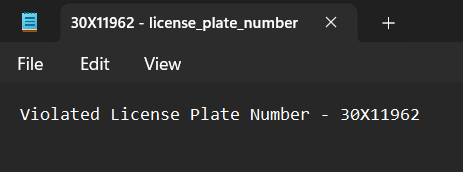 30X11962 - license_plate_number
File Edit View
Violated License Plate Number - 30X11962